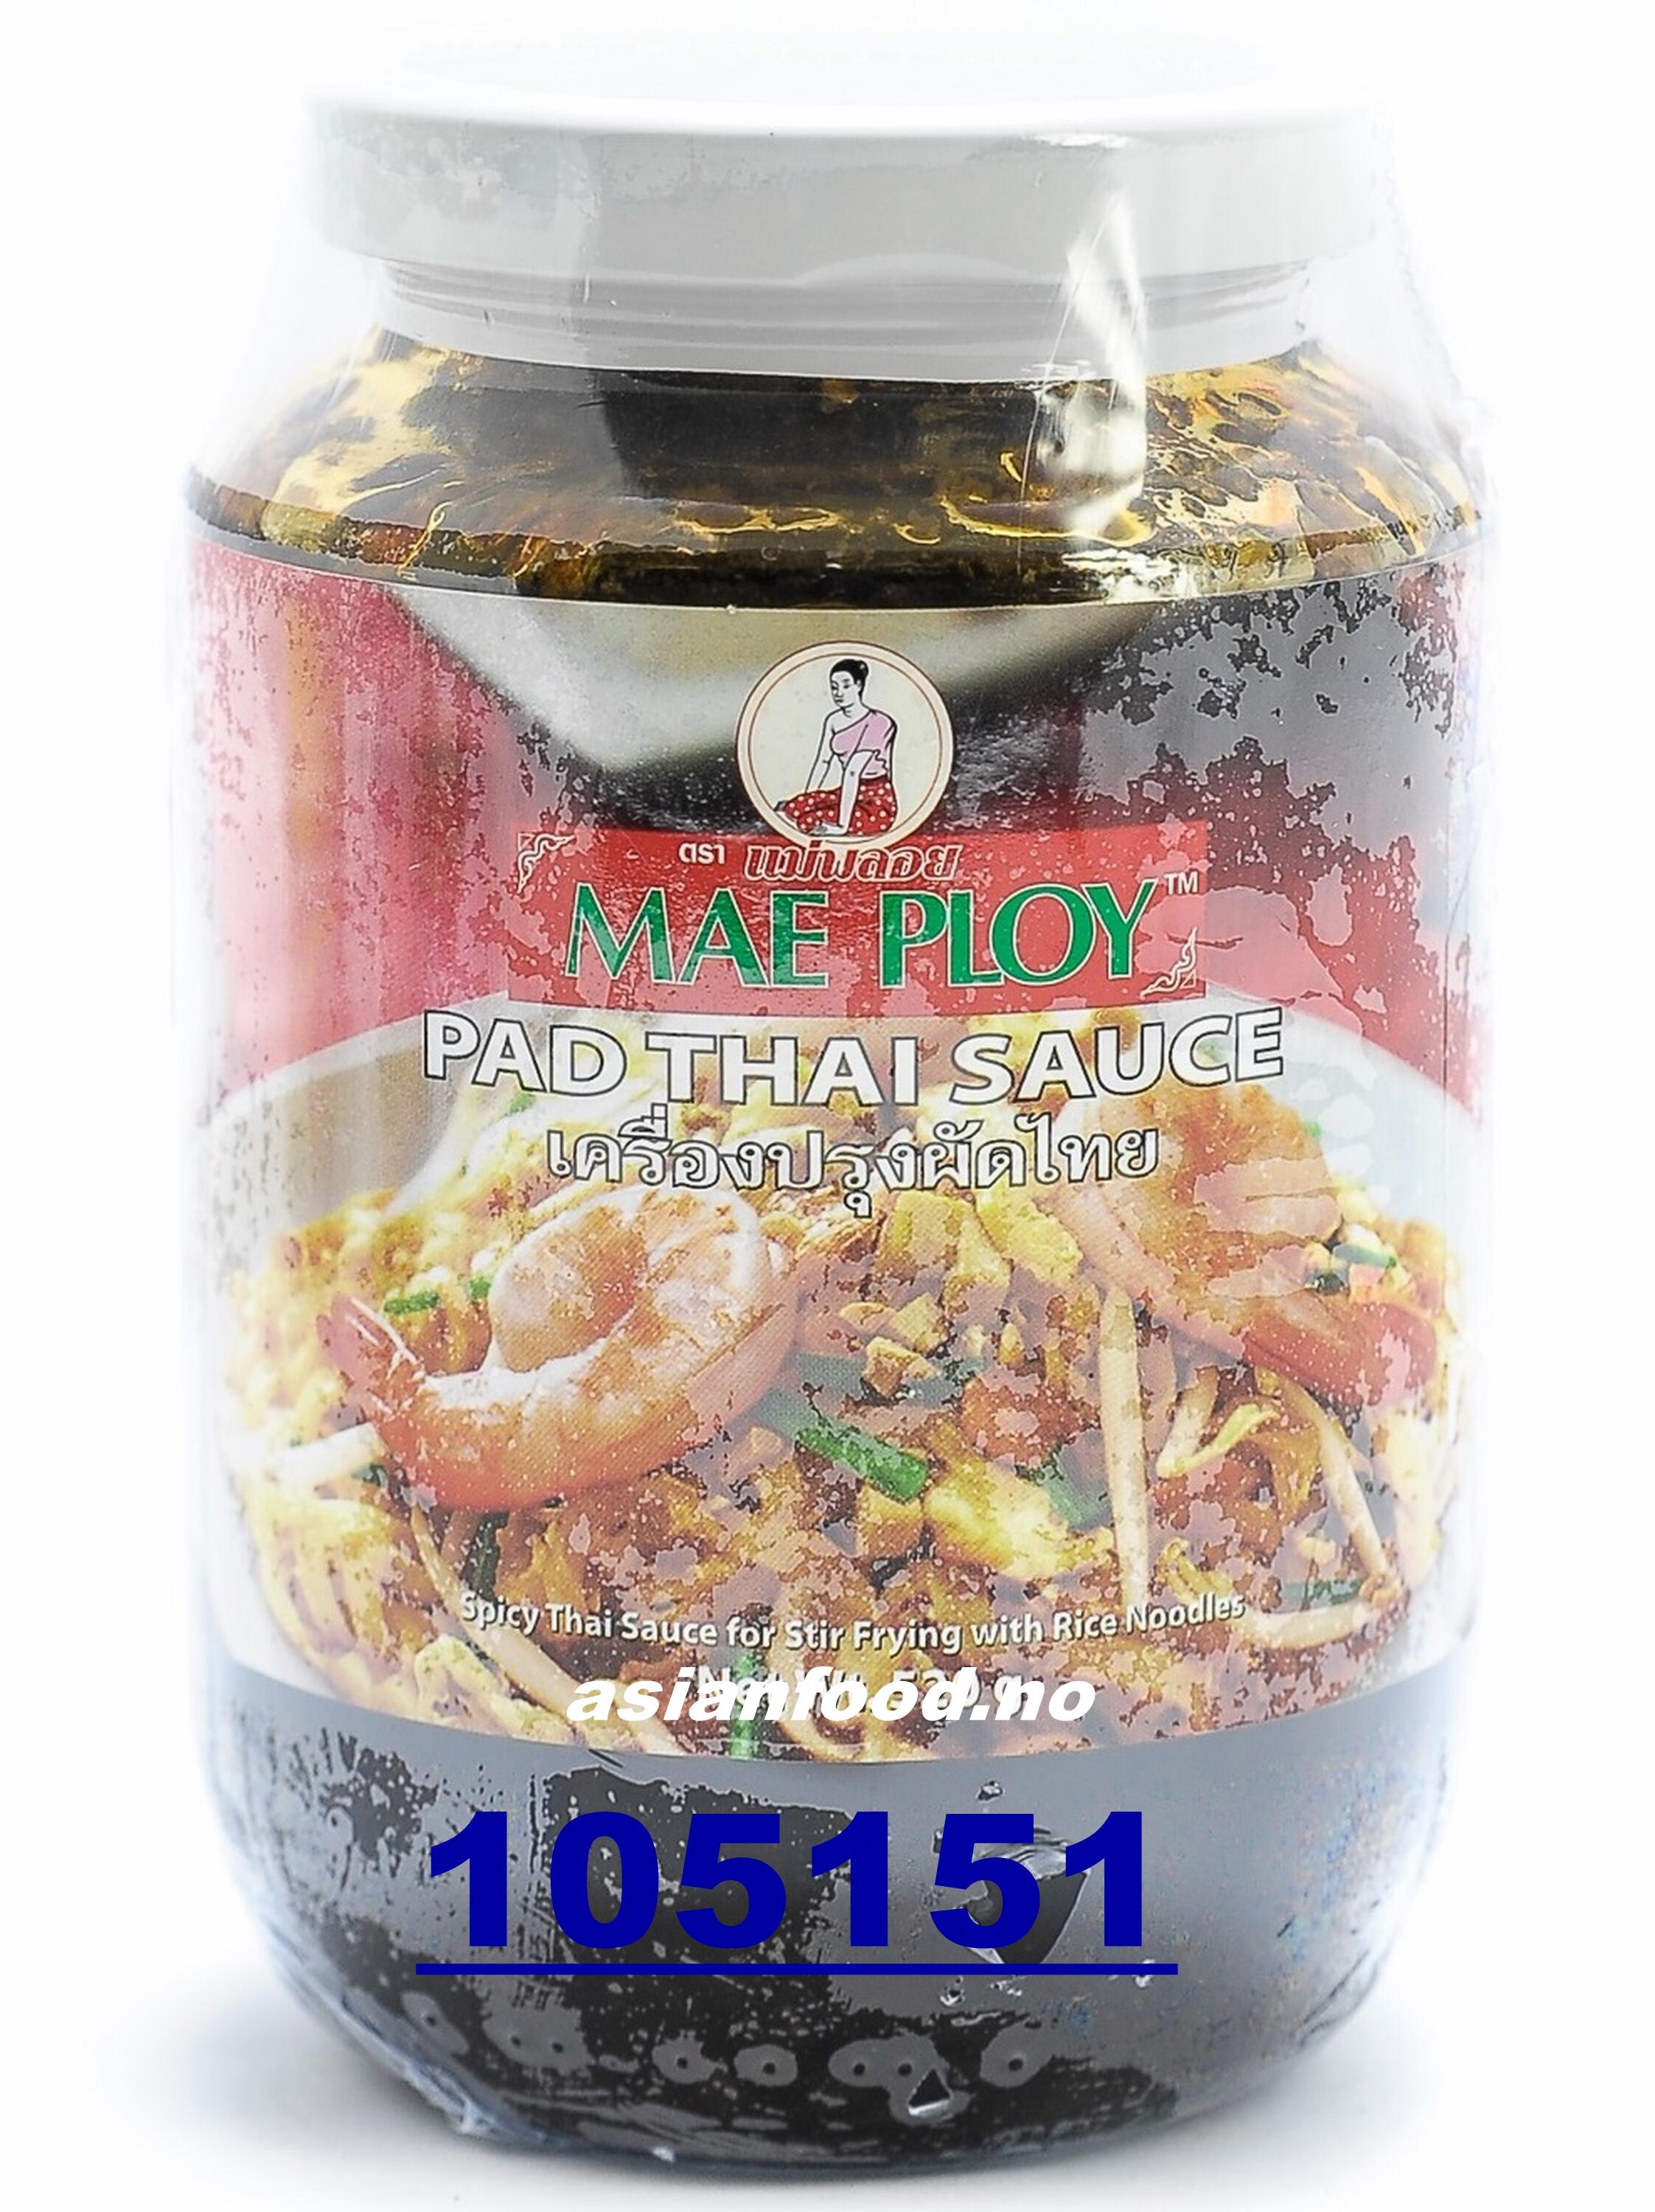 ตรา แม่พลอย
MAE PLOY™
PAD THAI SAUCE
เครื่องปรุงผัดไทย
Spicy Thai Sauce for Stir Frying with Rice Noodles
Net Wt. g
asianfood.no
105151